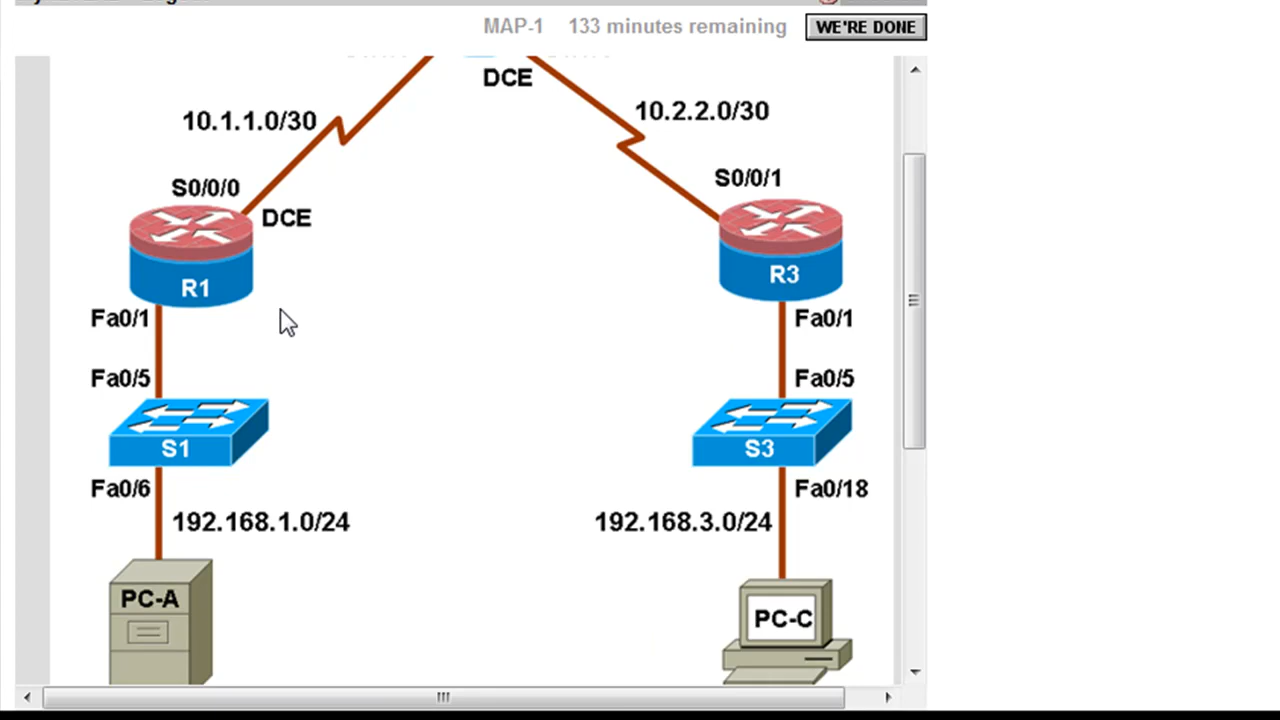 MAP-1 133 minutes remaining WE'RE DONE
DCE
10.1.1.0/30
10.2.2.0/30
S0/0/0
S0/0/1
DCE
R1
R3
Fa0/1
Fa0/1
Fa0/5
Fa0/5
S1
S3
Fa0/6
Fa0/18
192.168.1.0/24
192.168.3.0/24
PC-A
PC-C